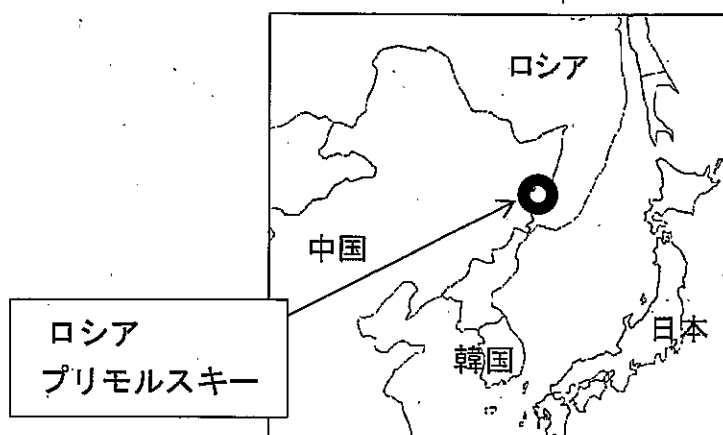 ロシア
中国
日本
韓国
ロシア
プリモルスキー